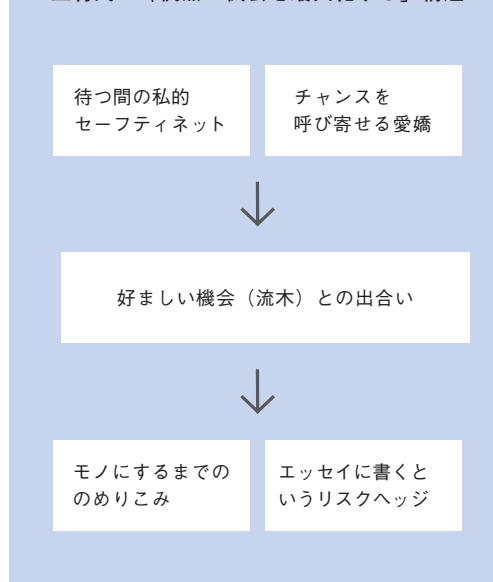 待つ間の私的
セーフティネット
チャンスを
呼び寄せる愛嬌
好ましい機会（流木）との出合い
モノにするまでの
のめりこみ
エッセイに書くと
いうリスクヘッジ